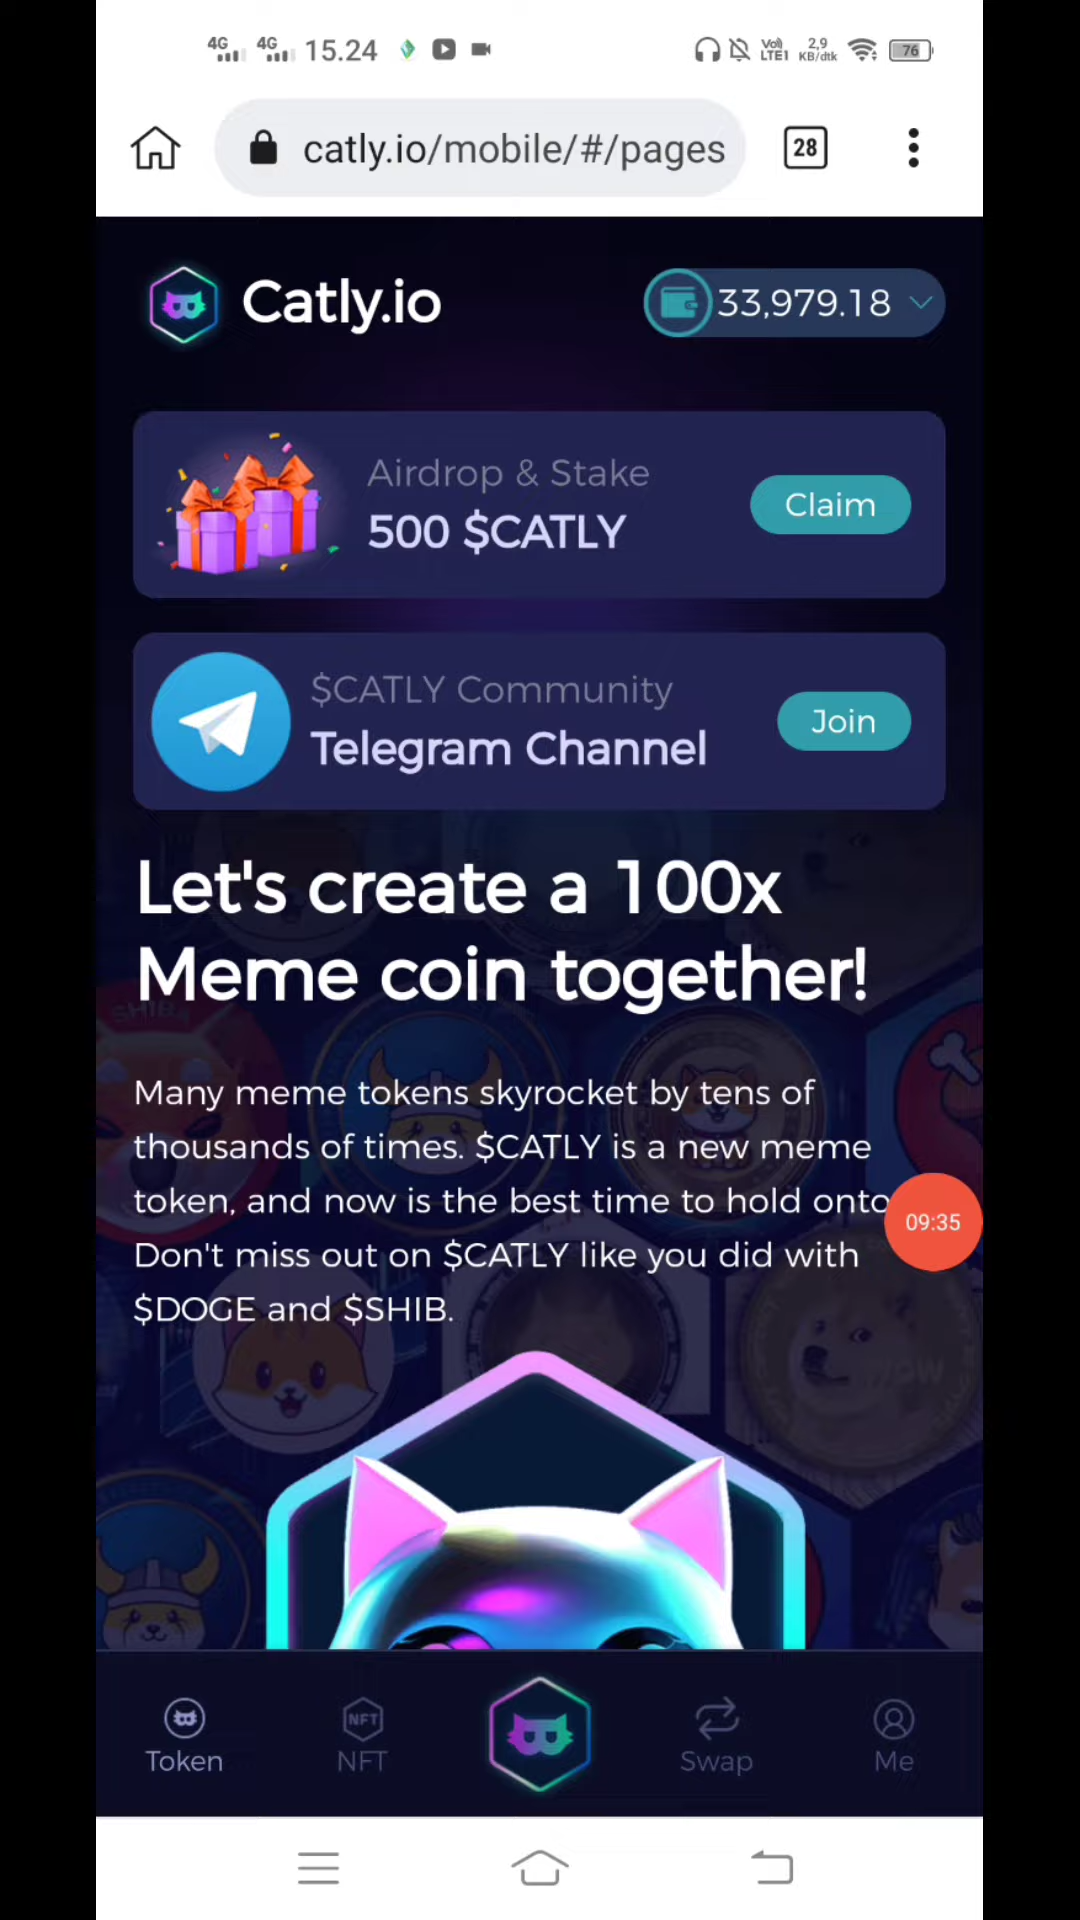 4G 4G 15.24 Vo) LTE1 2,9 KB/dtk 76
catly.io/mobile/#/pages 28
Catly.io 33,979.18
Airdrop & Stake
500 $CATLY
Claim
$CATLY Community
Telegram Channel
Join
Let's create a 100x
Meme coin together!
Many meme tokens skyrocket by tens of
thousands of times. $CATLY is a new meme
token, and now is the best time to hold onto
Don't miss out on $CATLY like you did with
$DOGE and $SHIB.
09:35
SHIB
WOW
NFT
Token NFT Swap Me